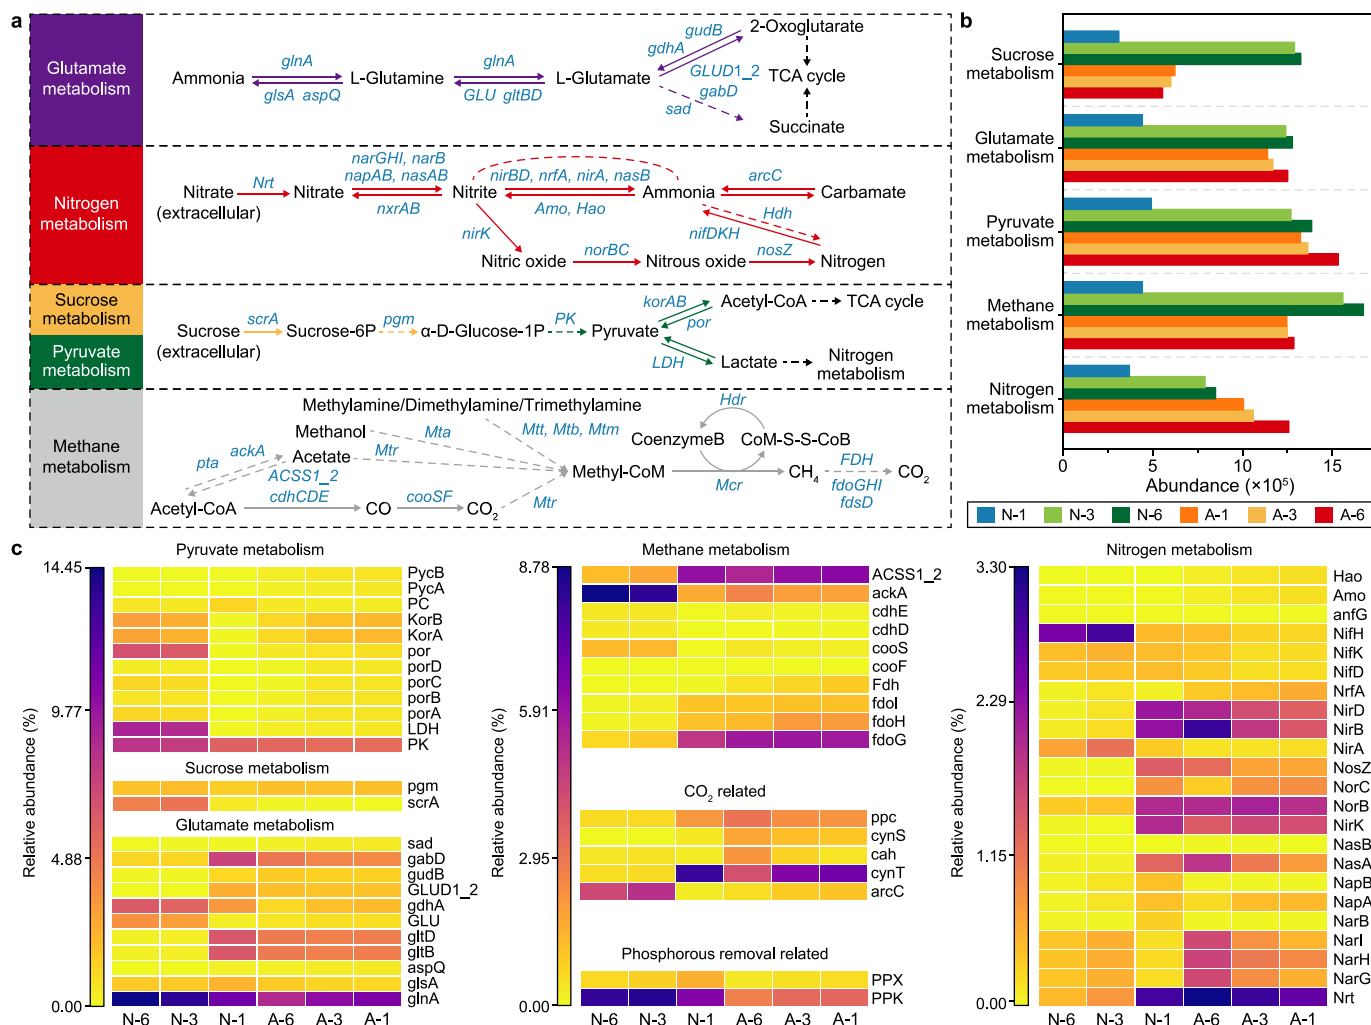 a
Glutamate
metabolism
Ammonia
glnA
glsA aspQ
L-Glutamine
glnA
GLU gltBD
L-Glutamate
gudB
gdhA
2-Oxoglutarate
GLUD1_2
TCA cycle
gabD
sad
Succinate
Nitrogen
metabolism
Nitrate
(extracellular)
Nrt
Nitrate
narGHI, narB
napAB, nasAB
nxrAB
Nitrite
nirBD, nrfA, nirA, nasB
Amo, Hao
Ammonia
arcC
Carbamate
nirK
Hdh
nifDKH
Nitric oxide
norBC
Nitrous oxide
nosZ
Nitrogen
Sucrose
metabolism
Pyruvate
metabolism
Sucrose
(extracellular)
scrA
Sucrose-6P
pgm
α-D-Glucose-1P
PK
Pyruvate
korAB
por
Acetyl-CoA
TCA cycle
LDH
Lactate
Nitrogen
metabolism
Methane
metabolism
Methylamine/Dimethylamine/Trimethylamine
Methanol
Mta
Mtt, Mtb, Mtm
Hdr
CoenzymeB
CoM-S-S-CoB
pta
ackA
Acetate
Mtr
ACSS1_2
cdhCDE
Acetyl-CoA
CO
cooSF
CO2
Mtr
Methyl-CoM
Mcr
CH4
FDH
fdoGHI
fdsD
CO2
b
Sucrose
metabolism
Glutamate
metabolism
Pyruvate
metabolism
Methane
metabolism
Nitrogen
metabolism
0 5 10 15
Abundance (×10⁵)
N-1 N-3 N-6 A-1 A-3 A-6
c
Pyruvate metabolism
14.45
9.77
4.88
0.00
Relative abundance (%)
PycB
PycA
PC
KorB
KorA
por
porD
porC
porB
porA
LDH
PK
Sucrose metabolism
pgm
scrA
Glutamate metabolism
sad
gabD
gudB
GLUD1_2
gdhA
GLU
gltD
gltB
aspQ
glsA
glnA
N-6 N-3 N-1 A-6 A-3 A-1
Methane metabolism
8.78
5.91
2.95
0.00
Relative abundance (%)
ACSS1_2
ackA
cdhE
cdhD
cooS
cooF
Fdh
fdoI
fdoH
fdoG
CO2 related
ppc
cynS
cah
cynT
arcC
Phosphorous removal related
PPX
PPK
N-6 N-3 N-1 A-6 A-3 A-1
Nitrogen metabolism
3.30
2.29
1.15
0.00
Relative abundance (%)
Hao
Amo
anfG
NifH
NifK
NifD
NrfA
NirD
NirB
NirA
NosZ
NorC
NorB
NirK
NasB
NasA
NapB
NapA
NarB
NarI
NarH
NarG
Nrt
N-6 N-3 N-1 A-6 A-3 A-1